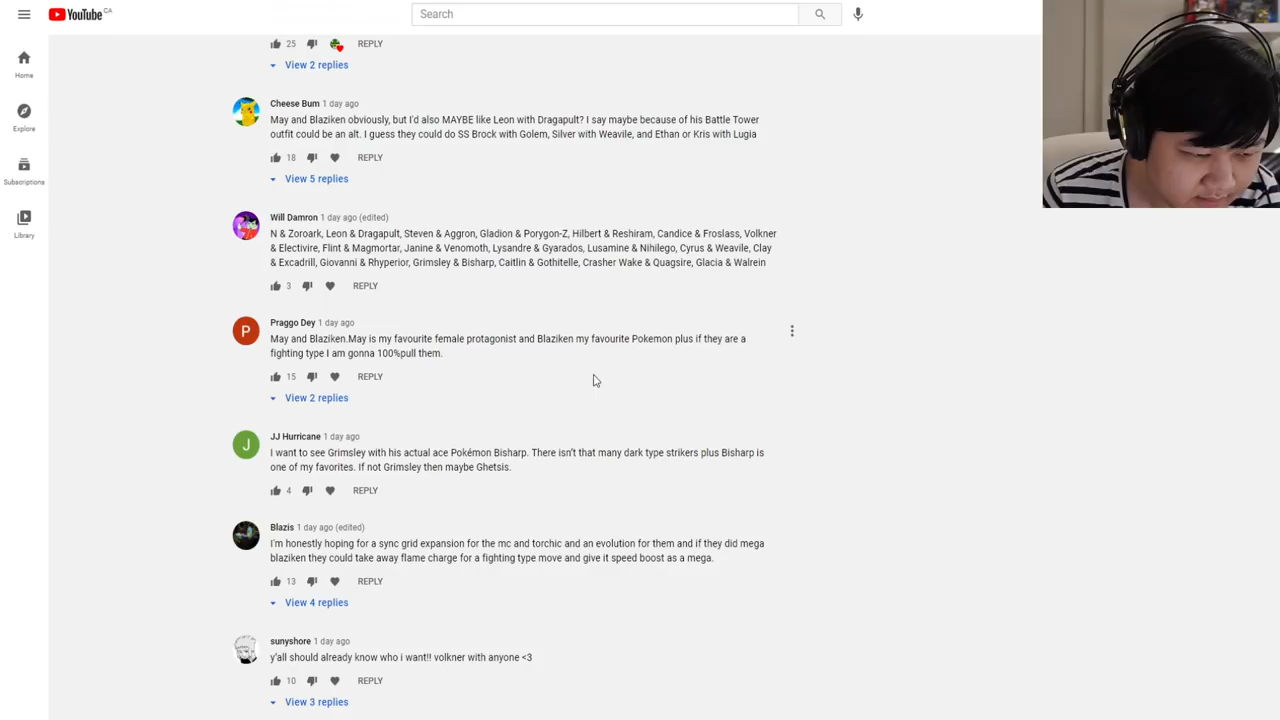 YouTube CA
Search
Home
Explore
Subscriptions
Library
25 REPLY
View 2 replies
Cheese Bum 1 day ago
May and Blaziken obviously, but I'd also MAYBE like Leon with Dragapult? I say maybe because of his Battle Tower
outfit could be an alt. I guess they could do SS Brock with Golem, Silver with Weavile, and Ethan or Kris with Lugia
18 REPLY
View 5 replies
Will Damron 1 day ago (edited)
N & Zoroark, Leon & Dragapult, Steven & Aggron, Gladion & Porygon-Z, Hilbert & Reshiram, Candice & Froslass, Volkner
& Electivire, Flint & Magmortar, Janine & Venomoth, Lysandre & Gyarados, Lusamine & Nihilego, Cyrus & Weavile, Clay
& Excadrill, Giovanni & Rhyperior, Grimsley & Bisharp, Caitlin & Gothitelle, Crasher Wake & Quagsire, Glacia & Walrein
3 REPLY
P
Praggo Dey 1 day ago
May and Blaziken.May is my favourite female protagonist and Blaziken my favourite Pokemon plus if they are a
fighting type I am gonna 100%pull them.
15 REPLY
View 2 replies
J
JJ Hurricane 1 day ago
I want to see Grimsley with his actual ace Pokémon Bisharp. There isn't that many dark type strikers plus Bisharp is
one of my favorites. If not Grimsley then maybe Ghetsis.
4 REPLY
Blazis 1 day ago (edited)
I'm honestly hoping for a sync grid expansion for the mc and torchic and an evolution for them and if they did mega
blaziken they could take away flame charge for a fighting type move and give it speed boost as a mega.
13 REPLY
View 4 replies
sunyshore 1 day ago
y'all should already know who i want!! volkner with anyone <3
10 REPLY
View 3 replies